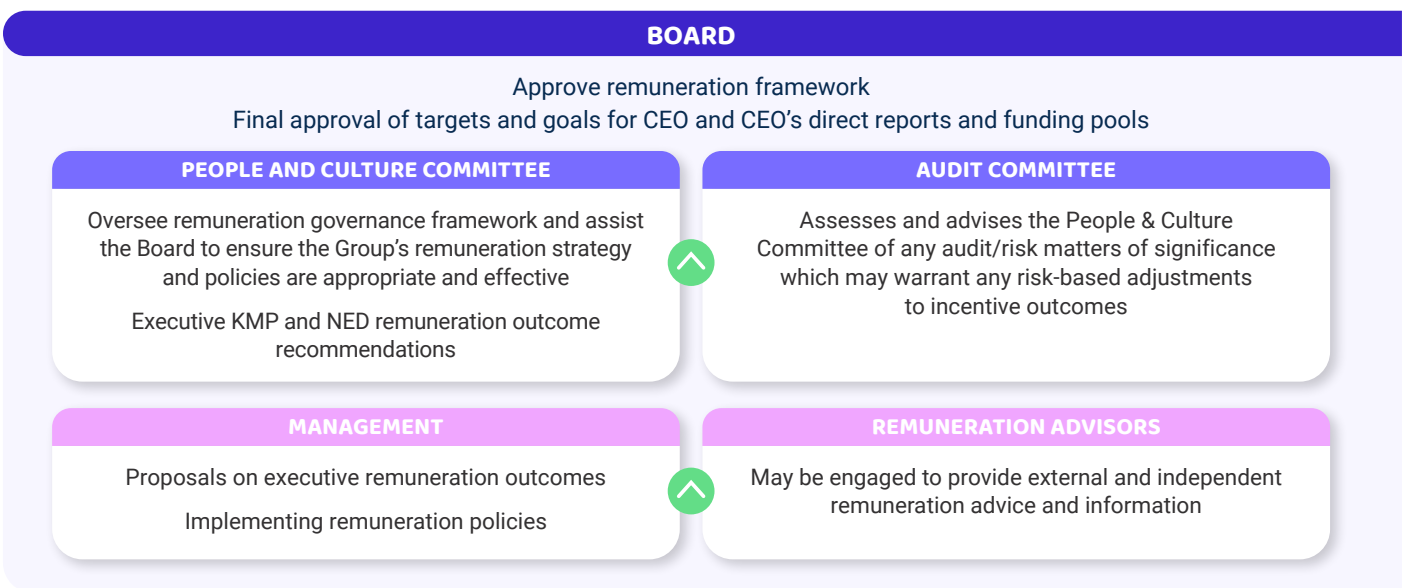 BOARD
Approve remuneration framework
Final approval of targets and goals for CEO and CEO's direct reports and funding pools
PEOPLE AND CULTURE COMMITTEE
Oversee remuneration governance framework and assist
the Board to ensure the Group's remuneration strategy
and policies are appropriate and effective
Executive KMP and NED remuneration outcome
recommendations
AUDIT COMMITTEE
Assesses and advises the People & Culture
Committee of any audit/risk matters of significance
which may warrant any risk-based adjustments
to incentive outcomes
MANAGEMENT
Proposals on executive remuneration outcomes
Implementing remuneration policies
REMUNERATION ADVISORS
May be engaged to provide external and independent
remuneration advice and information